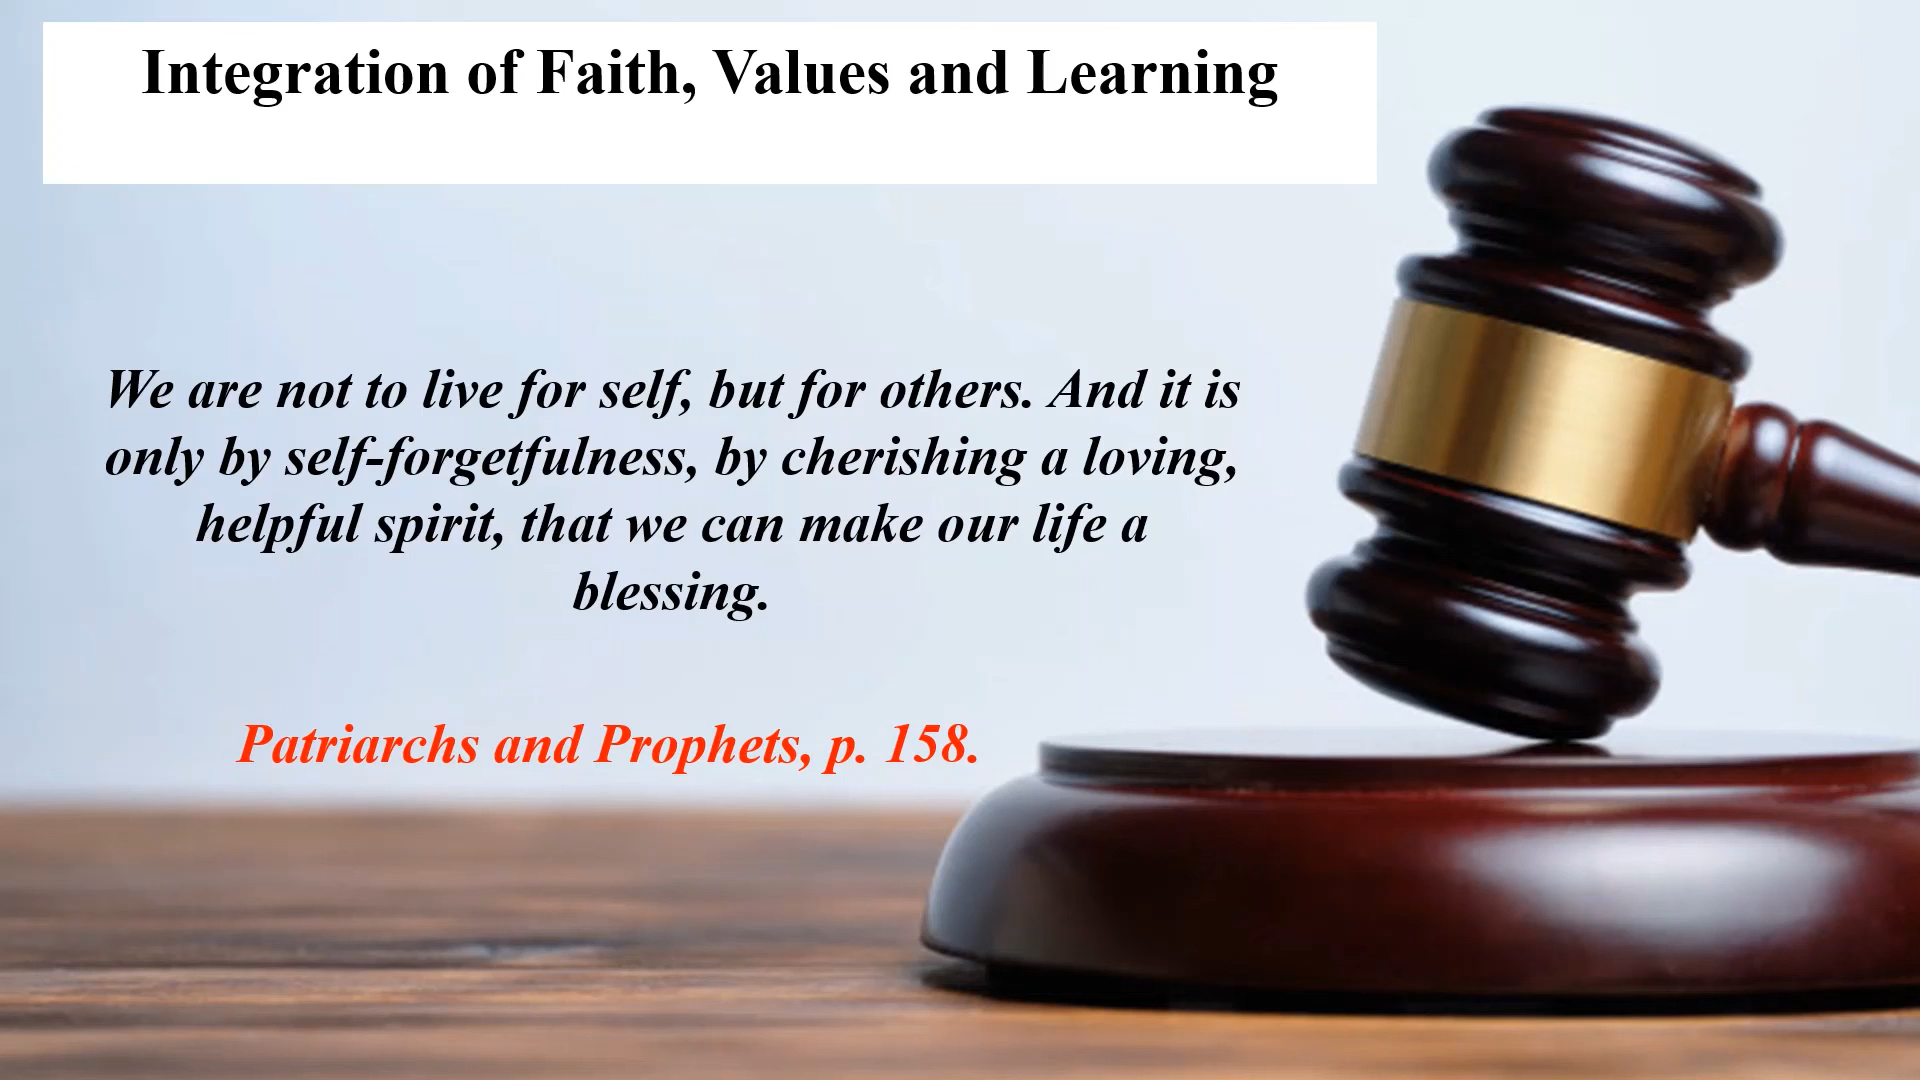 Integration of Faith, Values and Learning
We are not to live for self, but for others. And it is
only by self-forgetfulness, by cherishing a loving,
helpful spirit, that we can make our life a
blessing.
Patriarchs and Prophets, p. 158.